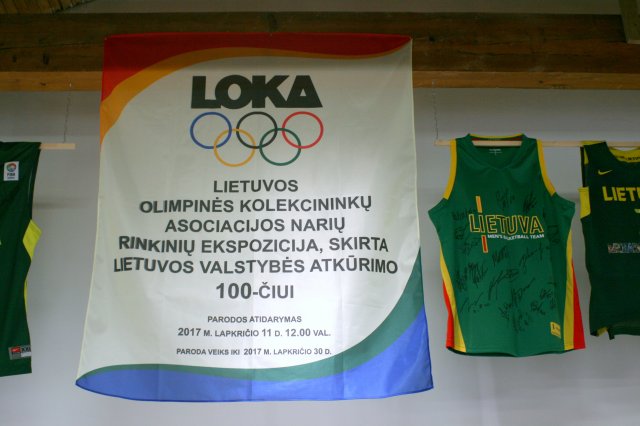 LOKA
LIETUVOS
OLIMPINĖS KOLEKCININKŲ
ASOCIACIJOS NARIŲ
RINKINIŲ EKSPOZICIJA, SKIRTA
LIETUVOS VALSTYBĖS ATKŪRIMO
100-ČIUI
PARODOS ATIDARYMAS
2017 M. LAPKRIČIO 11 D. 12.00 VAL.
PARODA VEIKS IKI 2017 M. LAPKRIČIO 30 D.
LIETUVA
MEN'S BASKETBALL TEAM
LIETU